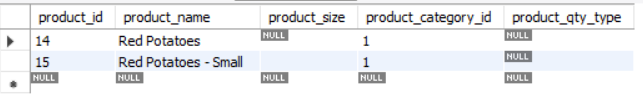 product_id product_name product_size product_category_id product_qty_type
14 Red Potatoes NULL 1 NULL
15 Red Potatoes - Small 1 NULL
NULL NULL NULL NULL NULL